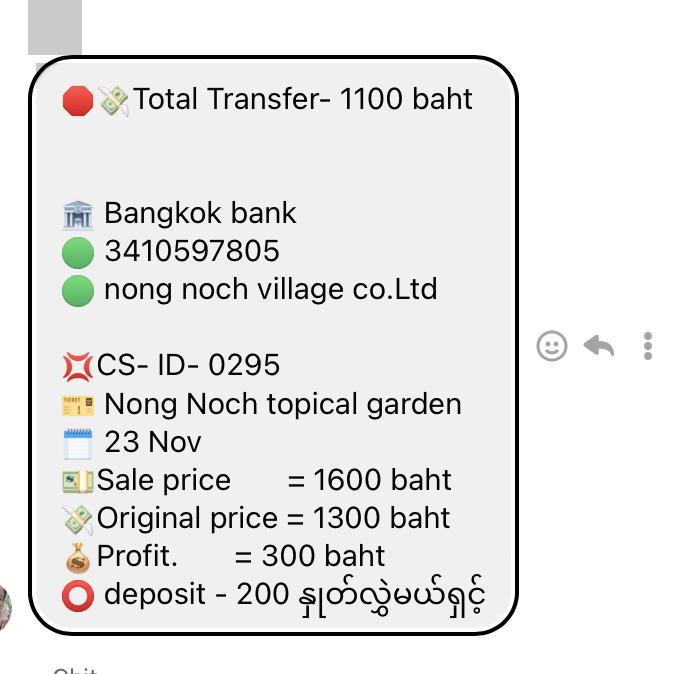 🛑💸Total Transfer- 1100 baht
🏦 Bangkok bank
🟢 3410597805
🟢 nong noch village co.Ltd
💢CS- ID- 0295
🎫 Nong Noch topical garden
🗓️ 23 Nov
💵Sale price = 1600 baht
💸Original price = 1300 baht
💰Profit. = 300 baht
⭕ deposit - 200 နှုတ်လွှဲမယ်ရှင့်